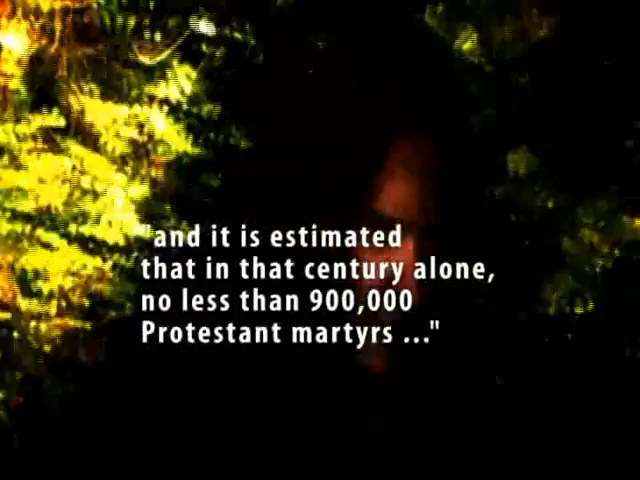 "and it is estimated
that in that century alone,
no less than 900,000
Protestant martyrs ..."